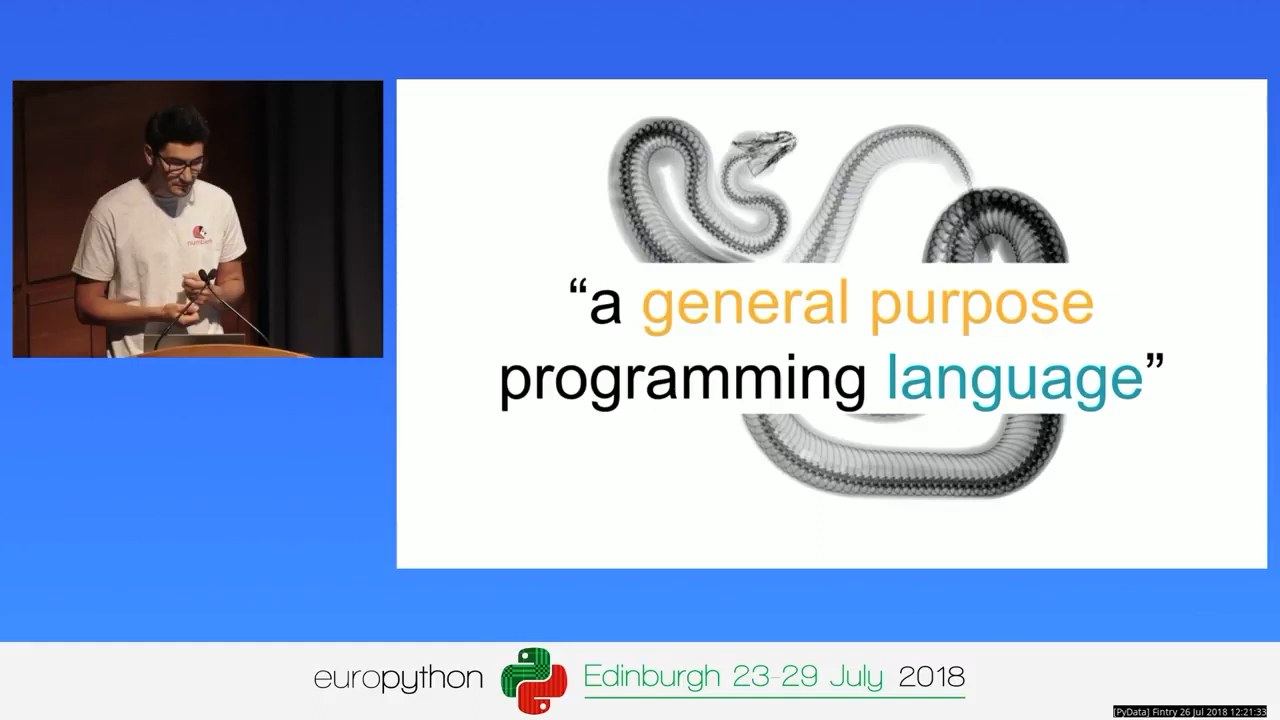 “a general purpose
programming language”
europython
Edinburgh 23-29 July 2018
[PyData] Fintry 26 Jul 2018 12:21:33